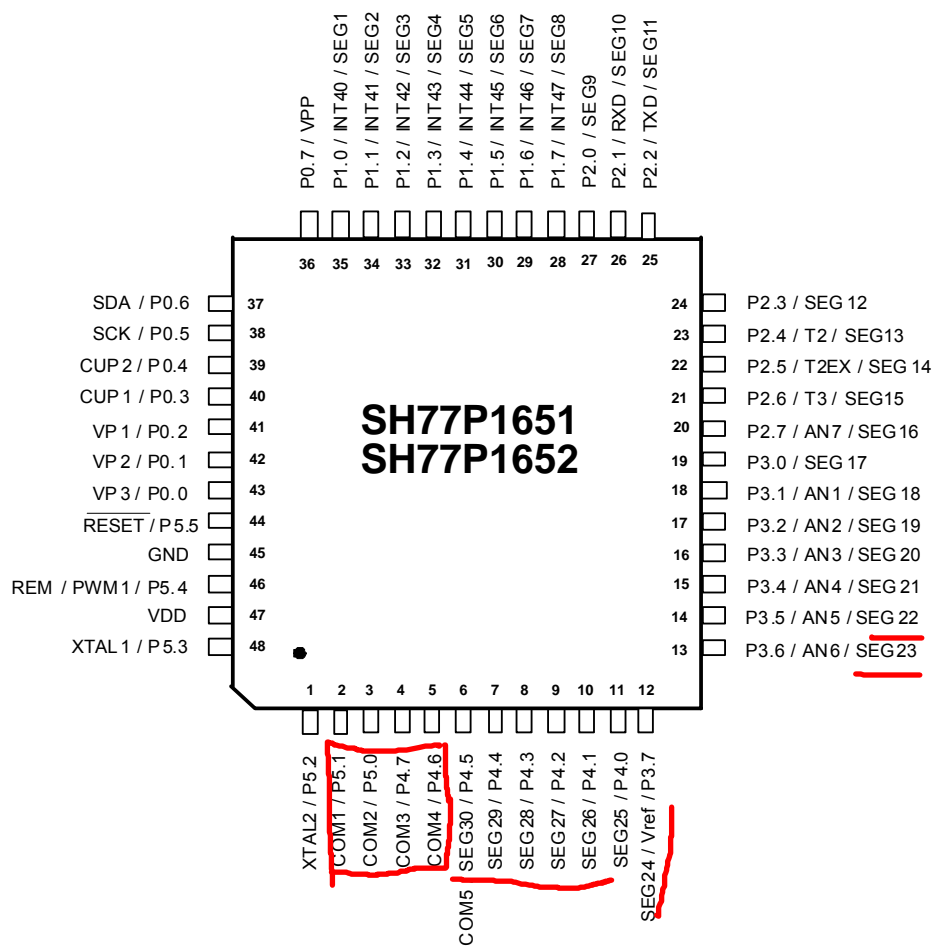 P0.7 / VPP
P1.0 / INT40 / SEG1
P1.1 / INT41 / SEG2
P1.2 / INT42 / SEG3
P1.3 / INT43 / SEG4
P1.4 / INT44 / SEG5
P1.5 / INT45 / SEG6
P1.6 / INT46 / SEG7
P1.7 / INT47 / SEG8
P2.0 / SEG9
P2.1 / RXD / SEG10
P2.2 / TXD / SEG11
36 35 34 33 32 31 30 29 28 27 26 25
SDA / P0.6 37
SCK / P0.5 38
CUP2 / P0.4 39
CUP1 / P0.3 40
VP1 / P0.2 41
VP2 / P0.1 42
VP3 / P0.0 43
RESET / P5.5 44
GND 45
REM / PWM1 / P5.4 46
VDD 47
XTAL1 / P5.3 48
SH77P1651
SH77P1652
24 P2.3 / SEG12
23 P2.4 / T2 / SEG13
22 P2.5 / T2EX / SEG14
21 P2.6 / T3 / SEG15
20 P2.7 / AN7 / SEG16
19 P3.0 / SEG17
18 P3.1 / AN1 / SEG18
17 P3.2 / AN2 / SEG19
16 P3.3 / AN3 / SEG20
15 P3.4 / AN4 / SEG21
14 P3.5 / AN5 / SEG22
13 P3.6 / AN6 / SEG23
1 2 3 4 5 6 7 8 9 10 11 12
XTAL2 / P5.2
COM1 / P5.1
COM2 / P5.0
COM3 / P4.7
COM4 / P4.6
COM5 SEG30 / P4.5
SEG29 / P4.4
SEG28 / P4.3
SEG27 / P4.2
SEG26 / P4.1
SEG25 / P4.0
SEG24 / Vref / P3.7